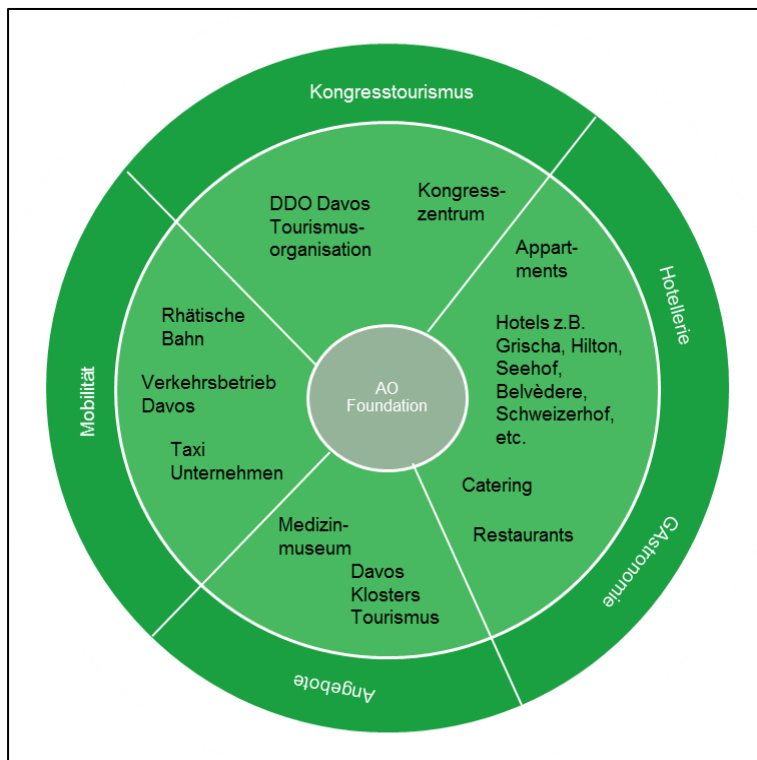 Kongresstourismus
DDO Davos
Tourismus-
organisation
Kongress-
zentrum
Appart-
ments
Hotellerie
Hotels z.B.
Grischa, Hilton,
Seehof,
Belvèdere,
Schweizerhof,
etc.
Rhätische
Bahn
Verkehrsbetrieb
Davos
Taxi
Unternehmen
Mobilität
AO
Foundation
Catering
Restaurants
GAstronomie
Medizin-
museum
Davos
Klosters
Tourismus
Angebote